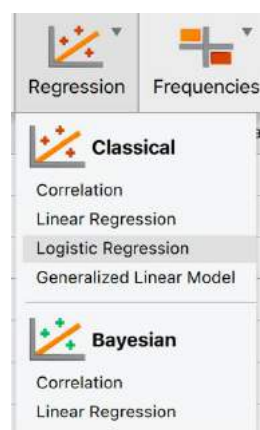 Regression Frequencies
Classical
Correlation
Linear Regression
Logistic Regression
Generalized Linear Model
Bayesian
Correlation
Linear Regression